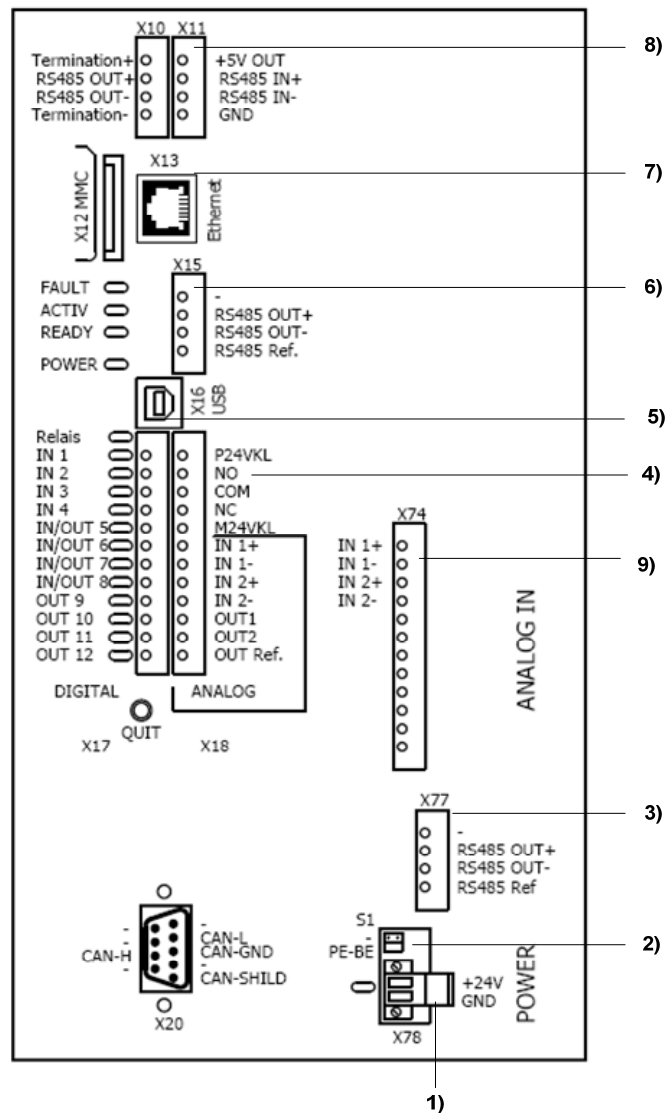 X10 X11
8)
Termination+ +5V OUT
RS485 OUT+ RS485 IN+
RS485 OUT- RS485 IN-
Termination- GND
X13
7)
X12 MMC
Ethernet
X15
FAULT
6)
-
ACTIV RS485 OUT+
READY RS485 OUT-
RS485 Ref.
POWER
X16
USB
5)
Relais
IN 1 P24VKL
IN 2 NO
4)
IN 3 COM
IN 4 NC
X74
IN/OUT 5 M24VKL
IN/OUT 6 IN 1+ IN 1+
IN/OUT 7 IN 1- IN 1-
9)
IN/OUT 8 IN 2+ IN 2+
OUT 9 IN 2- IN 2-
OUT 10 OUT1
OUT 11 OUT2
OUT 12 OUT Ref.
ANALOG IN
DIGITAL ANALOG
QUIT
X17 X18
X77
3)
-
RS485 OUT+
RS485 OUT-
RS485 Ref
S1
- - -
2)
CAN-L
PE-BE
CAN-H CAN-GND
- -
CAN-SHILD
+24V
GND
POWER
X20
X78
1)